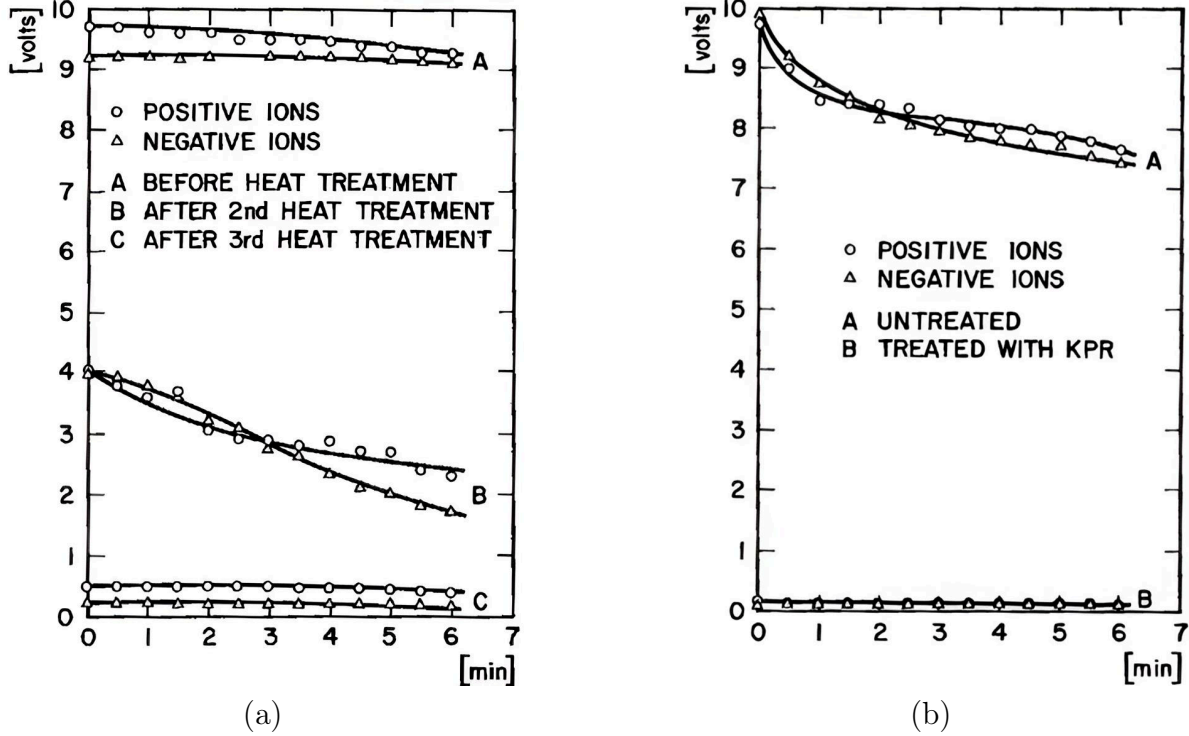 [volts]
10
9
8
7
6
5
4
3
2
1
0
A
○ POSITIVE IONS
△ NEGATIVE IONS
A BEFORE HEAT TREATMENT
B AFTER 2nd HEAT TREATMENT
C AFTER 3rd HEAT TREATMENT
B
C
0 1 2 3 4 5 6 7
[min]
(a)
[volts]
10
9
8
7
6
5
4
3
2
1
0
A
○ POSITIVE IONS
△ NEGATIVE IONS
A UNTREATED
B TREATED WITH KPR
B
0 1 2 3 4 5 6 7
[min]
(b)